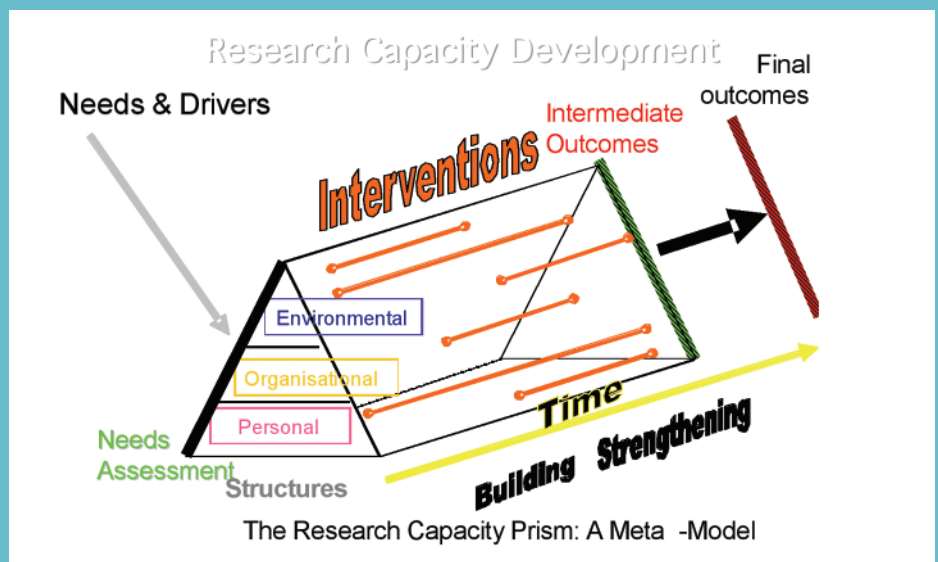 Research Capacity Development
Needs & Drivers
Final
outcomes
Intermediate
Outcomes
Interventions
Environmental
Organisational
Personal
Needs
Assessment
Structures
Time
Building Strengthening
The Research Capacity Prism: A Meta -Model